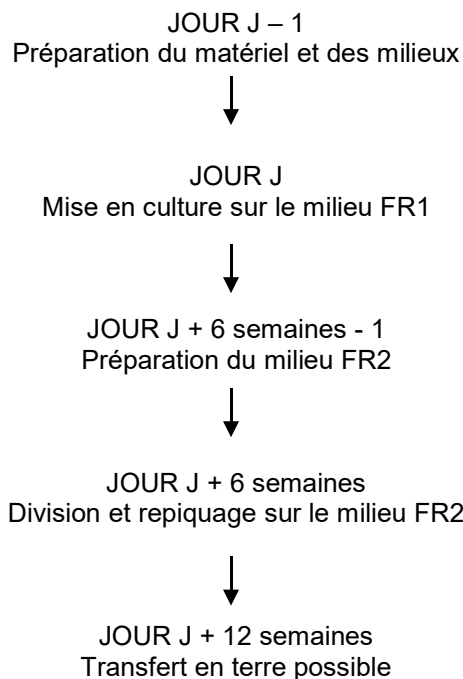 JOUR J – 1
Préparation du matériel et des milieux
JOUR J
Mise en culture sur le milieu FR1
JOUR J + 6 semaines - 1
Préparation du milieu FR2
JOUR J + 6 semaines
Division et repiquage sur le milieu FR2
JOUR J + 12 semaines
Transfert en terre possible